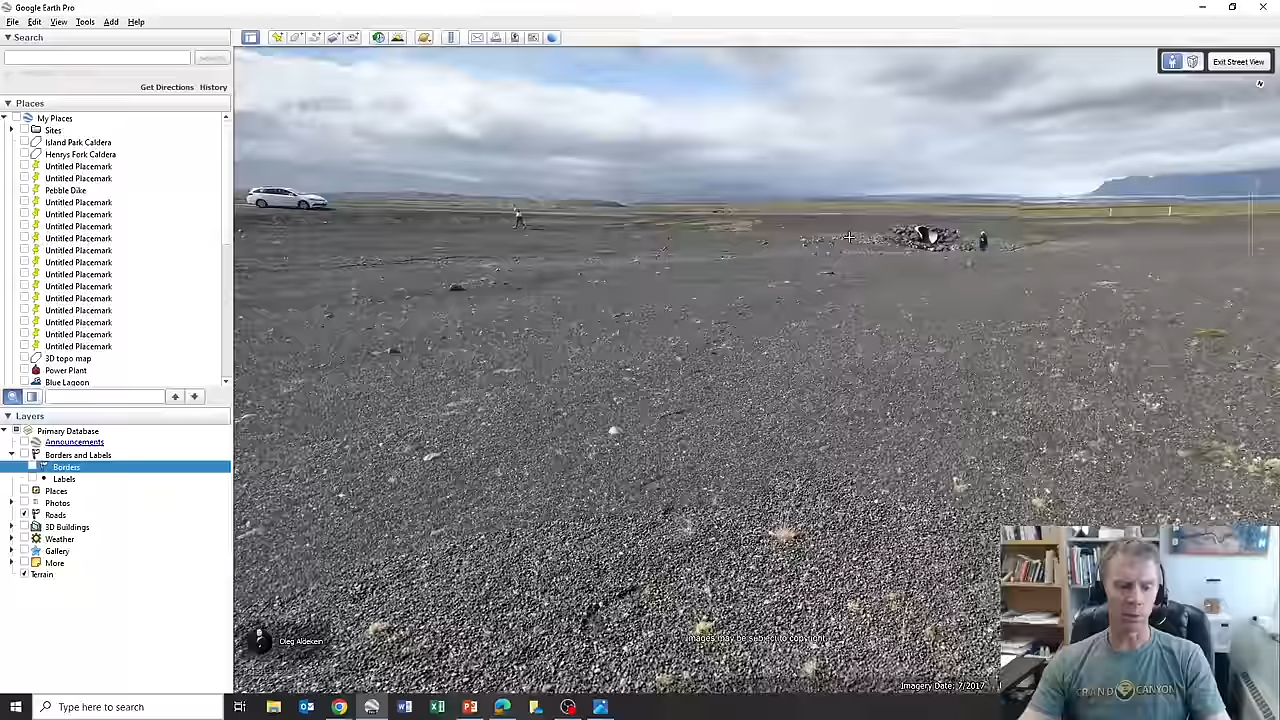 Google Earth Pro
File Edit View Tools Add Help
Search
Get Directions History
Places
My Places
Sites
Island Park Caldera
Henrys Fork Caldera
Untitled Placemark
Untitled Placemark
Pebble Dike
Untitled Placemark
Untitled Placemark
Untitled Placemark
Untitled Placemark
Untitled Placemark
Untitled Placemark
Untitled Placemark
Untitled Placemark
Untitled Placemark
Untitled Placemark
Untitled Placemark
Untitled Placemark
Untitled Placemark
3D topo map
Power Plant
Blue Lagoon
Layers
Primary Database
Announcements
Borders and Labels
Borders
Labels
Places
Photos
Roads
3D Buildings
Weather
Gallery
More
Terrain
Exit Street View
N
Images may be subject to copyright
Imagery Date: 7/2017
GRAND CANYON
Type here to search